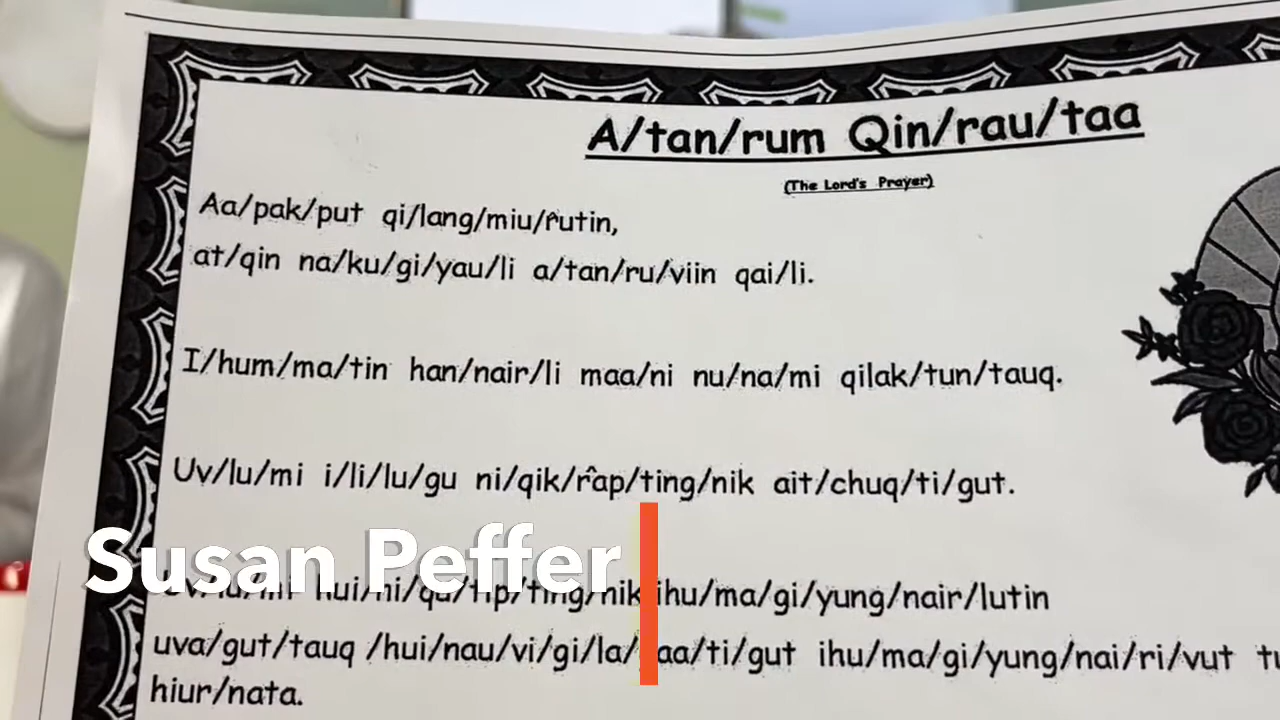 A/tan/rum Qin/rau/taa
(The Lord's Prayer)
Aa/pak/put qi/lang/miu/r̂utin,
at/qin na/ku/gi/yau/li a/tan/ru/viin qai/li.
I/hum/ma/tin han/nair/li maa/ni nu/na/mi qilak/tun/tauq.
Uv/lu/mi i/li/lu/gu ni/qik/r̂ap/ting/nik ait/chuq/ti/gut.
Susan Peffer
hui/ni/qa/tip/ting/nik ihu/ma/gi/yung/nair/lutin
uva/gut/tauq /hui/nau/vi/gi/la/ aa/ti/gut ihu/ma/gi/yung/nai/ri/vut
hiur/nata.